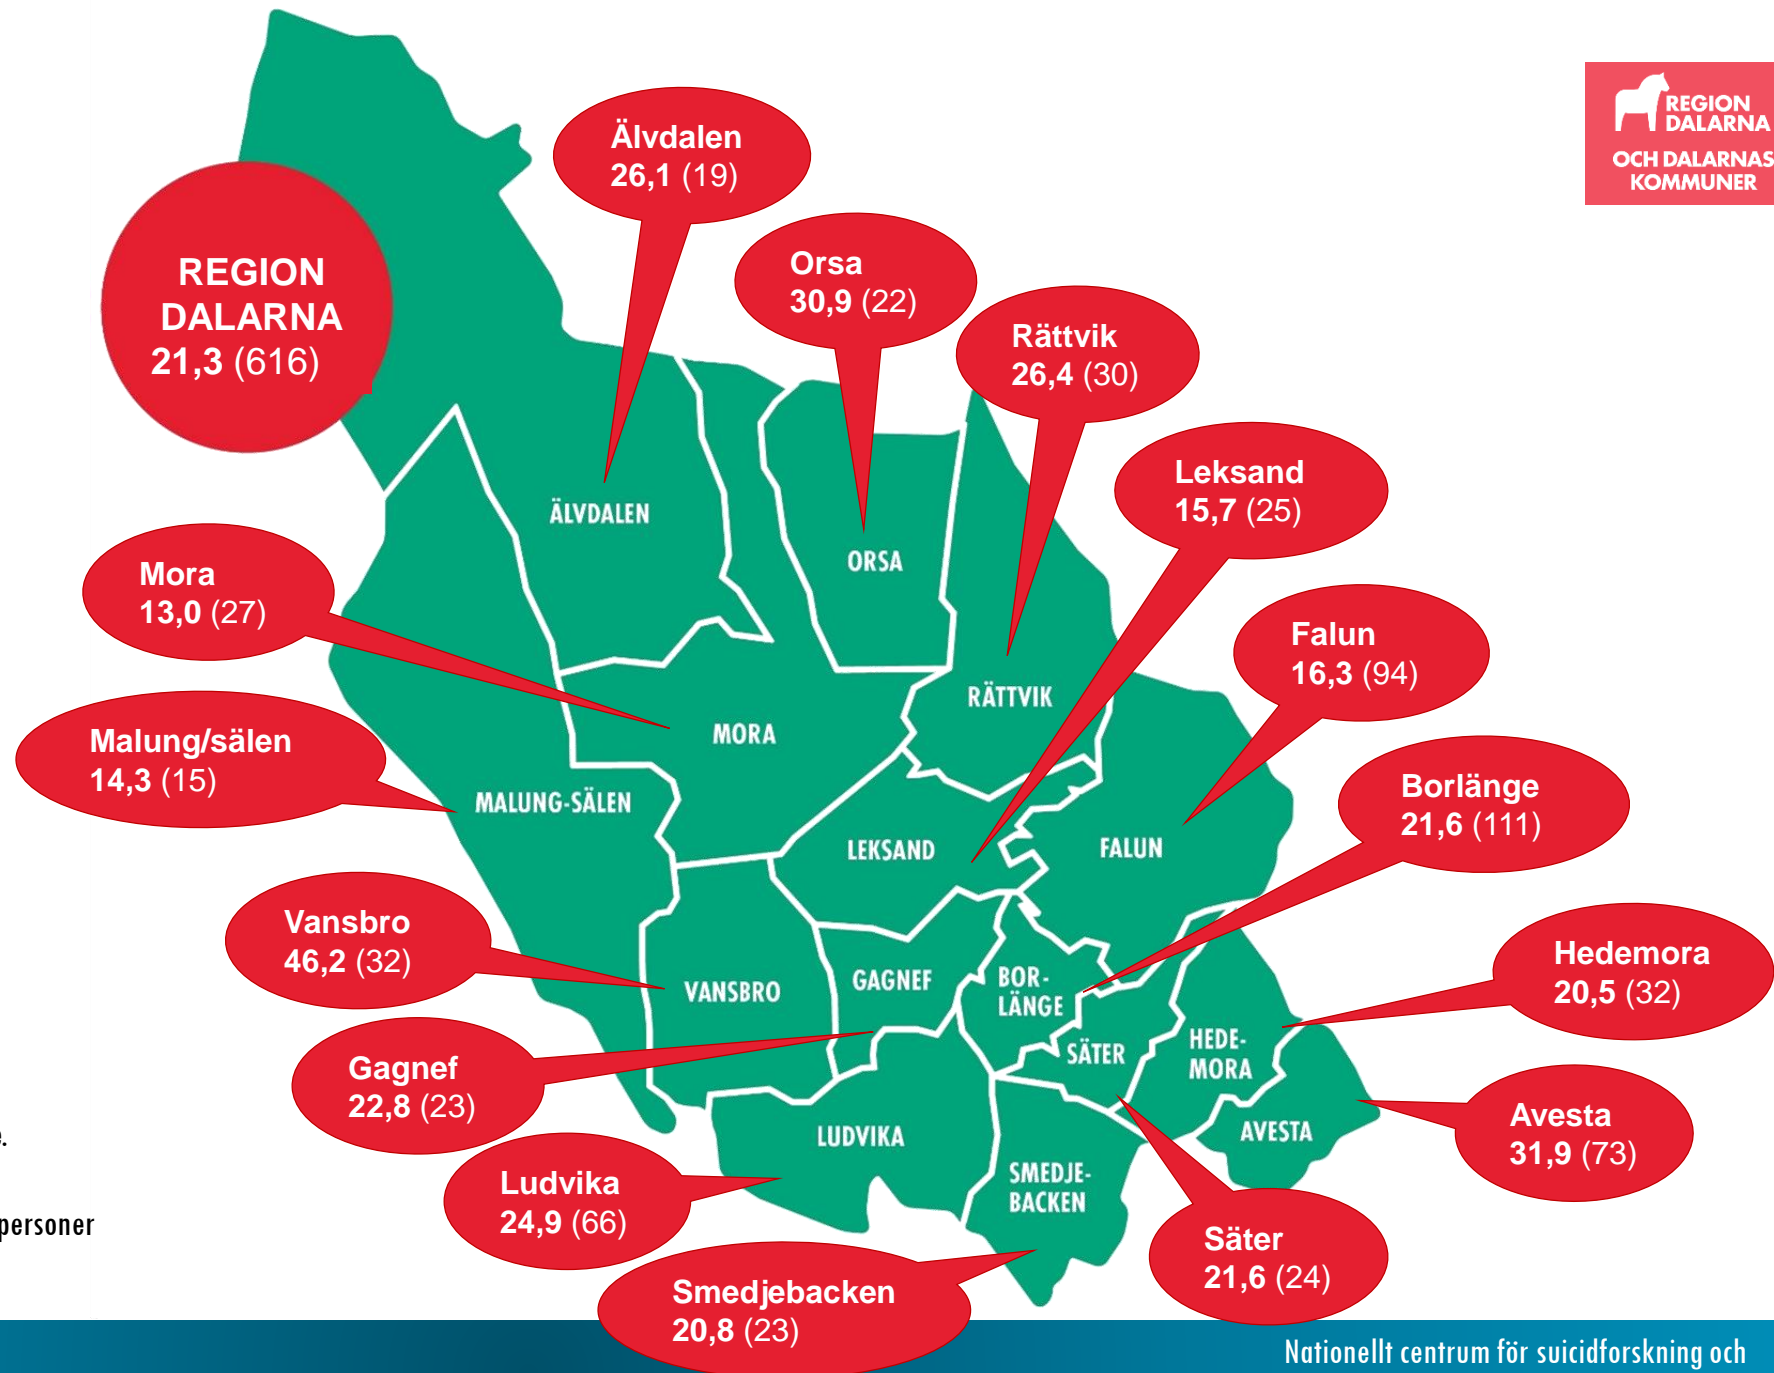 REGION
DALARNA
OCH DALARNAS
KOMMUNER
Älvdalen
26,1 (19)
REGION
DALARNA
21,3 (616)
Orsa
30,9 (22)
Rättvik
26,4 (30)
Leksand
15,7 (25)
Mora
13,0 (27)
Falun
16,3 (94)
Malung/sälen
14,3 (15)
Borlänge
21,6 (111)
Vansbro
46,2 (32)
Hedemora
20,5 (32)
Gagnef
22,8 (23)
Avesta
31,9 (73)
Ludvika
24,9 (66)
Säter
21,6 (24)
Smedjebacken
20,8 (23)
ÄLVDALEN
ORSA
RÄTTVIK
MORA
MALUNG-SÄLEN
LEKSAND
FALUN
VANSBRO
GAGNEF
BOR-
LÄNGE
SÄTER
HEDE-
MORA
AVESTA
LUDVIKA
SMEDJE-
BACKEN
personer
Nationellt centrum för suicidforskning och